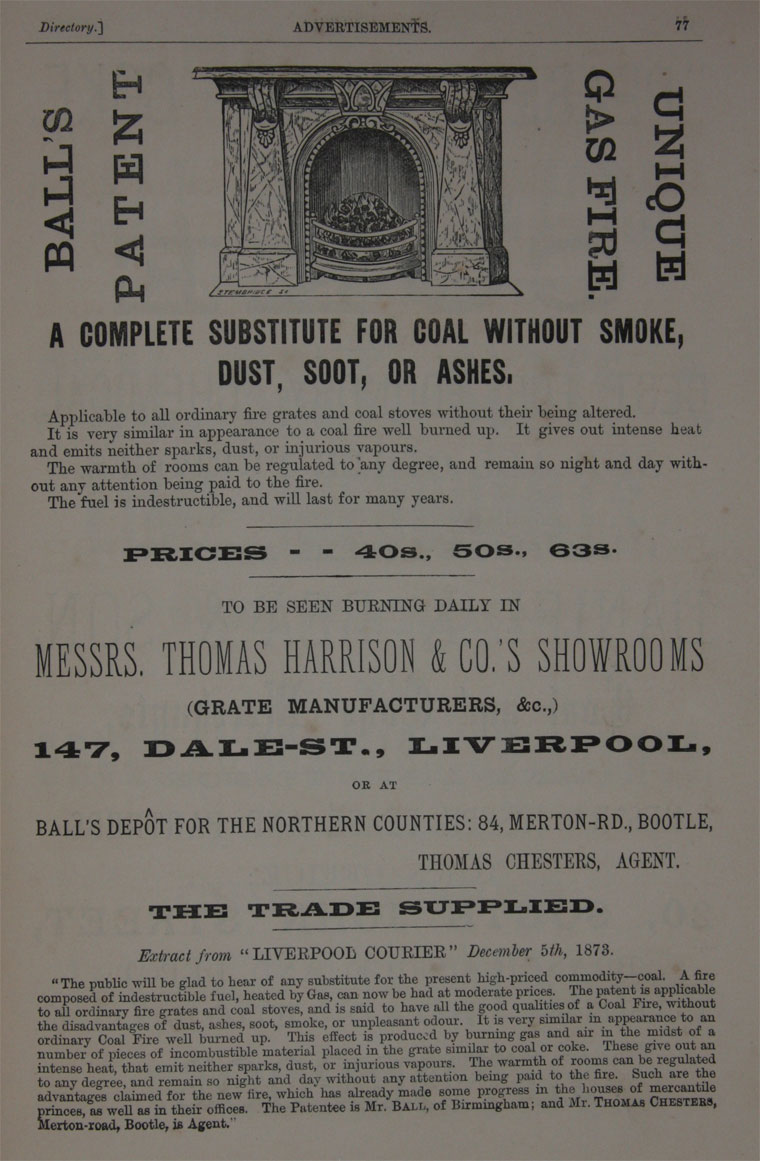 Directory.] ADVERTISEMENTS. 77
BALL'S
PATENT
GAS FIRE.
UNIQUE
A COMPLETE SUBSTITUTE FOR COAL WITHOUT SMOKE,
DUST, SOOT, OR ASHES.
Applicable to all ordinary fire grates and coal stoves without their being altered.
It is very similar in appearance to a coal fire well burned up. It gives out intense heat
and emits neither sparks, dust, or injurious vapours.
The warmth of rooms can be regulated to any degree, and remain so night and day with-
out any attention being paid to the fire.
The fuel is indestructible, and will last for many years.
PRICES - - 40s., 50s., 63s.
TO BE SEEN BURNING DAILY IN
MESSRS. THOMAS HARRISON & CO.'S SHOWROOMS
(GRATE MANUFACTURERS, &c.,)
147, DALE-ST., LIVERPOOL,
OR AT
BALL'S DEPÔT FOR THE NORTHERN COUNTIES: 84, MERTON-RD., BOOTLE,
THOMAS CHESTERS, AGENT.
THE TRADE SUPPLIED.
Extract from "LIVERPOOL COURIER" December 5th, 1873.
"The public will be glad to hear of any substitute for the present high-priced commodity—coal. A fire
composed of indestructible fuel, heated by Gas, can now be had at moderate prices. The patent is applicable
to all ordinary fire grates and coal stoves, and is said to have all the good qualities of a Coal Fire, without
the disadvantages of dust, ashes, soot, smoke, or unpleasant odour. It is very similar in appearance to an
ordinary Coal Fire well burned up. This effect is produced by burning gas and air in the midst of a
number of pieces of incombustible material placed in the grate similar to coal or coke. These give out an
intense heat, that emit neither sparks, dust, or injurious vapours. The warmth of rooms can be regulated
to any degree, and remain so night and day without any attention being paid to the fire. Such are the
advantages claimed for the new fire, which has already made some progress in the houses of mercantile
princes, as well as in their offices. The Patentee is Mr. BALL, of Birmingham; and Mr. THOMAS CHESTERS,
Merton-road, Bootle, is Agent."